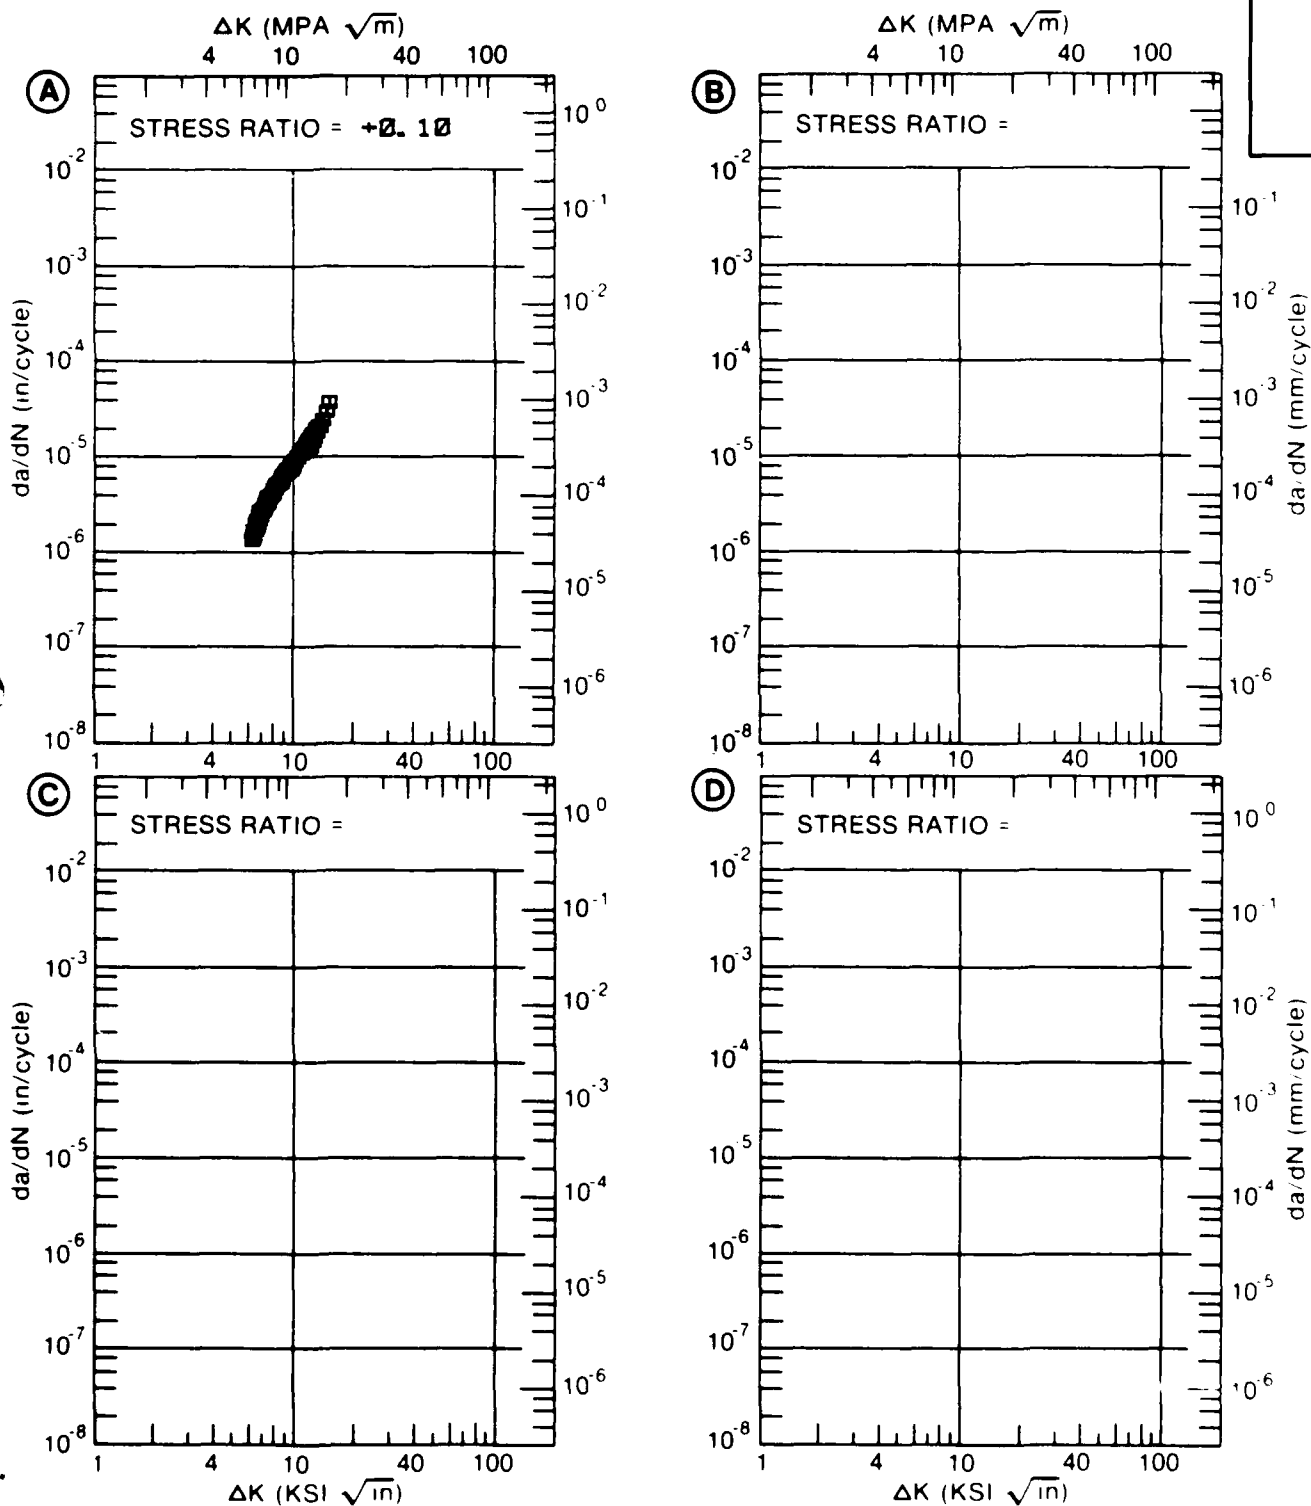 ΔK (MPA √m)
4 10 40 100
A
STRESS RATIO = +0.10
10^0
10^-2
10^-1
10^-3
10^-2
10^-4
10^-3
10^-5
10^-4
10^-6
10^-5
10^-7
10^-6
10^-8
da/dN (in/cycle)
1 4 10 40 100
ΔK (MPA √m)
4 10 40 100
B
STRESS RATIO =
10^-2
10^-1
10^-3
10^-2
10^-4
10^-3
10^-5
10^-4
10^-6
10^-5
10^-7
10^-6
10^-8
da/dN (mm/cycle)
1 4 10 40 100
C
STRESS RATIO =
10^0
10^-2
10^-1
10^-3
10^-2
10^-4
10^-3
10^-5
10^-4
10^-6
10^-5
10^-7
10^-6
10^-8
da/dN (in/cycle)
1 4 10 40 100
ΔK (KSI √in)
D
STRESS RATIO =
10^0
10^-2
10^-1
10^-3
10^-2
10^-4
10^-3
10^-5
10^-4
10^-6
10^-5
10^-7
10^-6
10^-8
da/dN (mm/cycle)
1 4 10 40 100
ΔK (KSI √in)